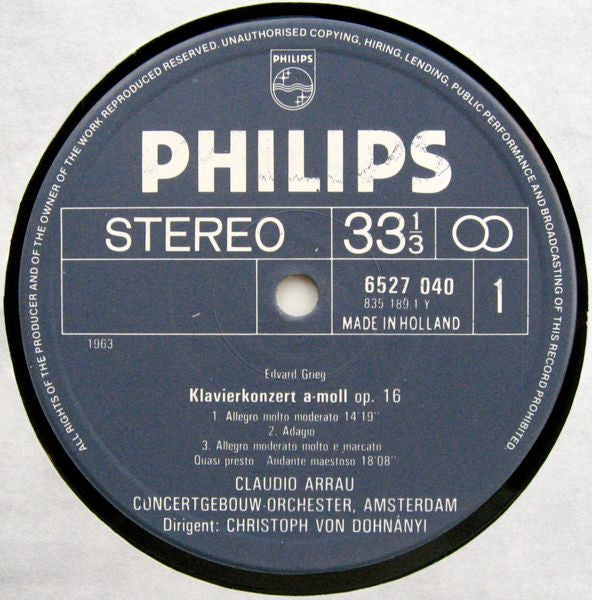 ALL RIGHTS OF THE PRODUCER AND OF THE OWNER OF THE WORK REPRODUCED RESERVED. UNAUTHORISED COPYING, HIRING, LENDING, PUBLIC PERFORMANCE AND BROADCASTING OF THIS RECORD PROHIBITED
PHILIPS
PHILIPS
STEREO 33 1/3
6527 040 1
835 189.1 Y
MADE IN HOLLAND
1963
Edvard Grieg
Klavierkonzert a-moll op. 16
1. Allegro molto moderato 14'19''
2. Adagio
3. Allegro moderato molto e marcato
Quasi presto Andante maestoso 18'08''
CLAUDIO ARRAU
CONCERTGEBOUW-ORCHESTER, AMSTERDAM
Dirigent: CHRISTOPH VON DOHNÁNYI